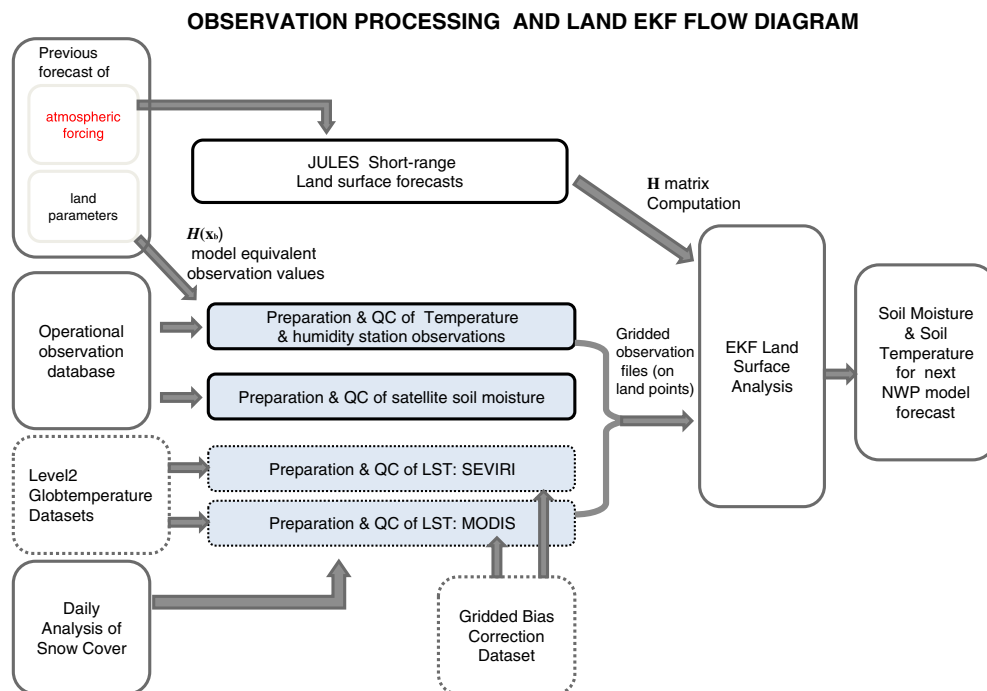 OBSERVATION PROCESSING AND LAND EKF FLOW DIAGRAM
Previous
forecast of
atmospheric
forcing
land
parameters
JULES Short-range
Land surface forecasts
H matrix
Computation
H(xb)
model equivalent
observation values
Operational
observation
database
Preparation & QC of Temperature
& humidity station observations
Preparation & QC of satellite soil moisture
Gridded
observation
files (on
land points)
EKF Land
Surface
Analysis
Soil Moisture
& Soil
Temperature
for next
NWP model
forecast
Level2
Globtemperature
Datasets
Preparation & QC of LST: SEVIRI
Preparation & QC of LST: MODIS
Daily
Analysis of
Snow Cover
Gridded Bias
Correction
Dataset